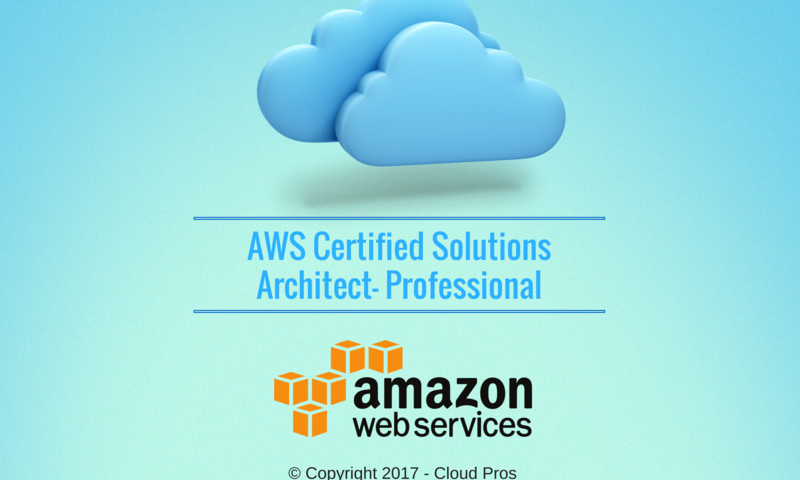 AWS Certified Solutions
Architect- Professional
amazon
web services
© Copyright 2017 - Cloud Pros